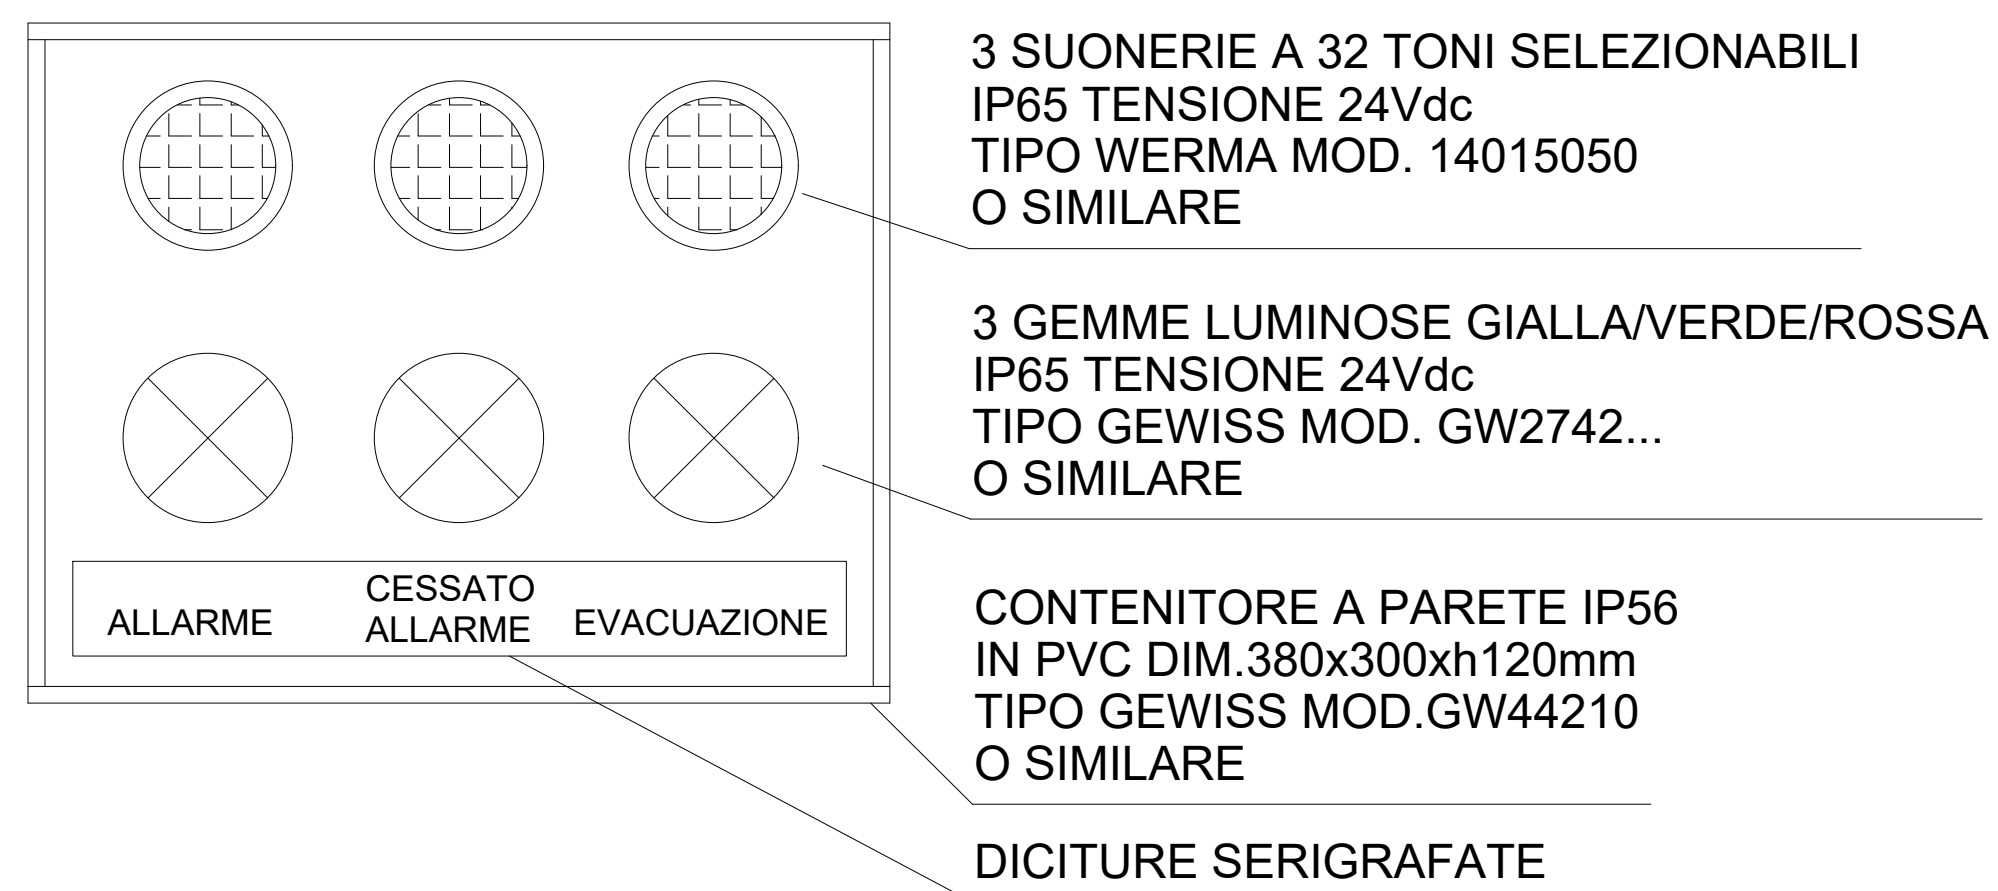 3 SUONERIE A 32 TONI SELEZIONABILI
IP65 TENSIONE 24Vdc
TIPO WERMA MOD. 14015050
O SIMILARE
3 GEMME LUMINOSE GIALLA/VERDE/ROSSA
IP65 TENSIONE 24Vdc
TIPO GEWISS MOD. GW2742...
O SIMILARE
ALLARME
CESSATO
ALLARME
EVACUAZIONE
CONTENITORE A PARETE IP56
IN PVC DIM.380x300xh120mm
TIPO GEWISS MOD.GW44210
O SIMILARE
DICITURE SERIGRAFATE